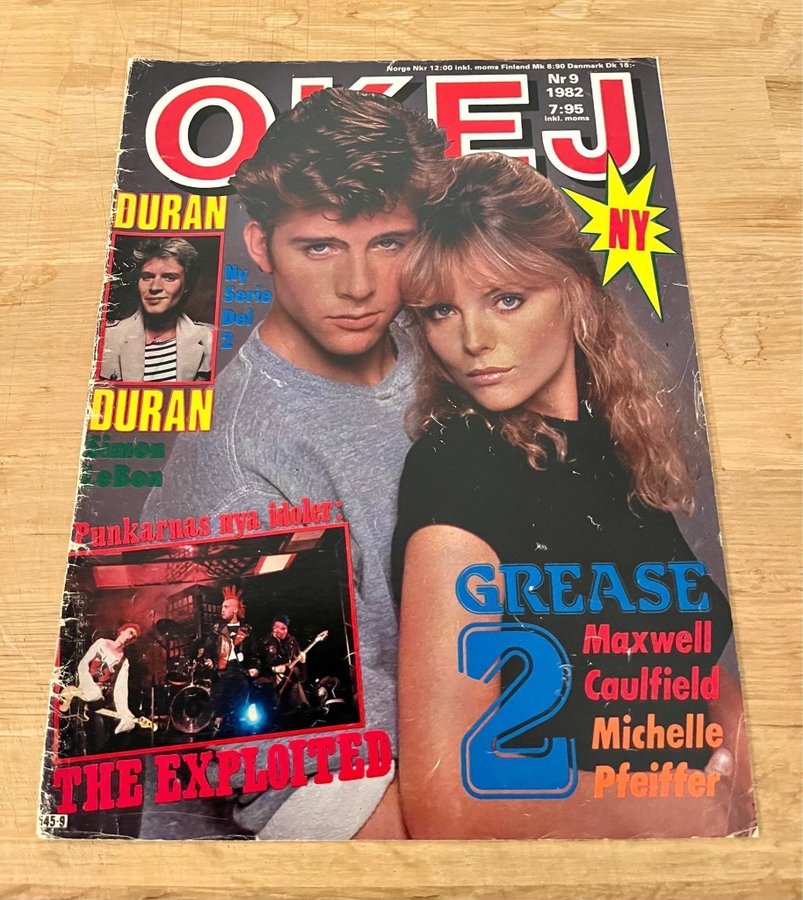 Norge Nkr 12:00 inkl. moms Finland Mk 8:90 Danmark Dk 18:-
OKEJ
Nr 9
1982
7:95
inkl. moms
NY
DURAN
Ny
Serie
Del
2
DURAN
Simon
LeBon
Punkarnas nya idoler:
THE EXPLOITED
GREASE
2
Maxwell
Caulfield
Michelle
Pfeiffer
545-9